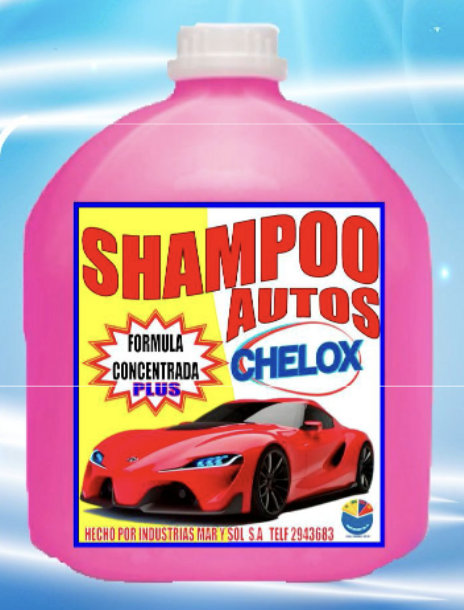 SHAMPOO
AUTOS
FORMULA
CONCENTRADA
PLUS
CHELOX
HECHO POR INDUSTRIAS MAR Y SOL S.A TELF 2943683